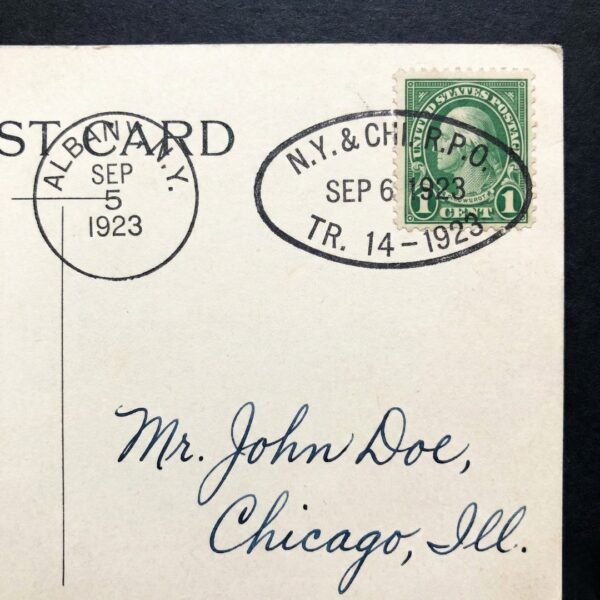 ST CARD
ALBANY, N.Y.
SEP
5
1923
N.Y. & CHI. R.P.O.
SEP 6 1923
TR. 14-1923
UNITED STATES POSTAGE
1 CENT 1
Mr. John Doe,
Chicago, Ill.